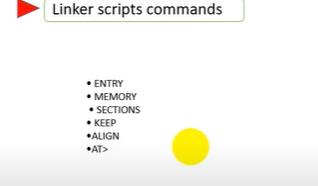 Linker scripts commands
• ENTRY
• MEMORY
• SECTIONS
• KEEP
•ALIGN
•AT>